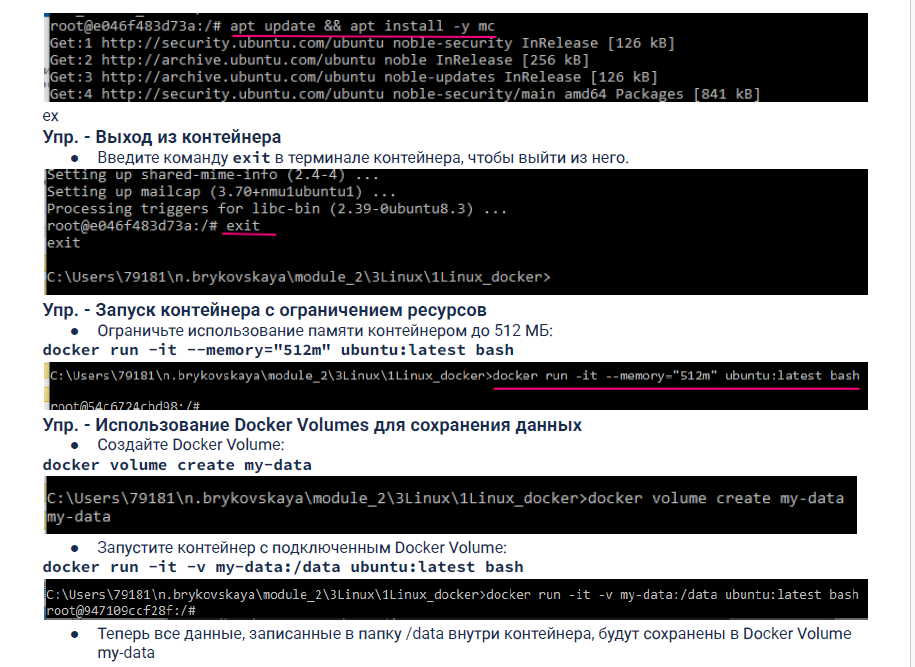 root@e046f483d73a:/# apt update && apt install -y mc
Get:1 http://security.ubuntu.com/ubuntu noble-security InRelease [126 kB]
Get:2 http://archive.ubuntu.com/ubuntu noble InRelease [256 kB]
Get:3 http://archive.ubuntu.com/ubuntu noble-updates InRelease [126 kB]
Get:4 http://security.ubuntu.com/ubuntu noble-security/main amd64 Packages [841 kB]
ex
Упр. - Выход из контейнера
● Введите команду exit в терминале контейнера, чтобы выйти из него.
Setting up shared-mime-info (2.4-4) ...
Setting up mailcap (3.70+nmu1ubuntu1) ...
Processing triggers for libc-bin (2.39-0ubuntu8.3) ...
root@e046f483d73a:/# exit
exit
C:\Users\79181\n.brykovskaya\module_2\3Linux\1Linux_docker>
Упр. - Запуск контейнера с ограничением ресурсов
● Ограничьте использование памяти контейнером до 512 МБ:
docker run -it --memory="512m" ubuntu:latest bash
C:\Users\79181\n.brykovskaya\module_2\3Linux\1Linux_docker>docker run -it --memory="512m" ubuntu:latest bash
root@54c6724cbd98:/#
Упр. - Использование Docker Volumes для сохранения данных
● Создайте Docker Volume:
docker volume create my-data
C:\Users\79181\n.brykovskaya\module_2\3Linux\1Linux_docker>docker volume create my-data
my-data
● Запустите контейнер с подключенным Docker Volume:
docker run -it -v my-data:/data ubuntu:latest bash
C:\Users\79181\n.brykovskaya\module_2\3Linux\1Linux_docker>docker run -it -v my-data:/data ubuntu:latest bash
root@947109ccf28f:/#
● Теперь все данные, записанные в папку /data внутри контейнера, будут сохранены в Docker Volume
my-data